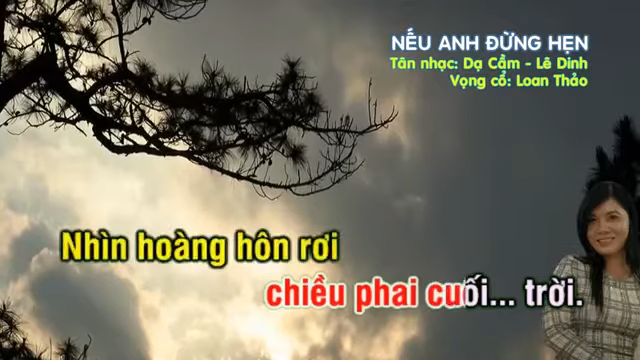 NẾU ANH ĐỪNG HẸN
Tân nhạc: Dạ Cầm - Lê Dinh
Vọng cổ: Loan Thảo
Nhìn hoàng hôn rơi
chiều phai cuối... trời.